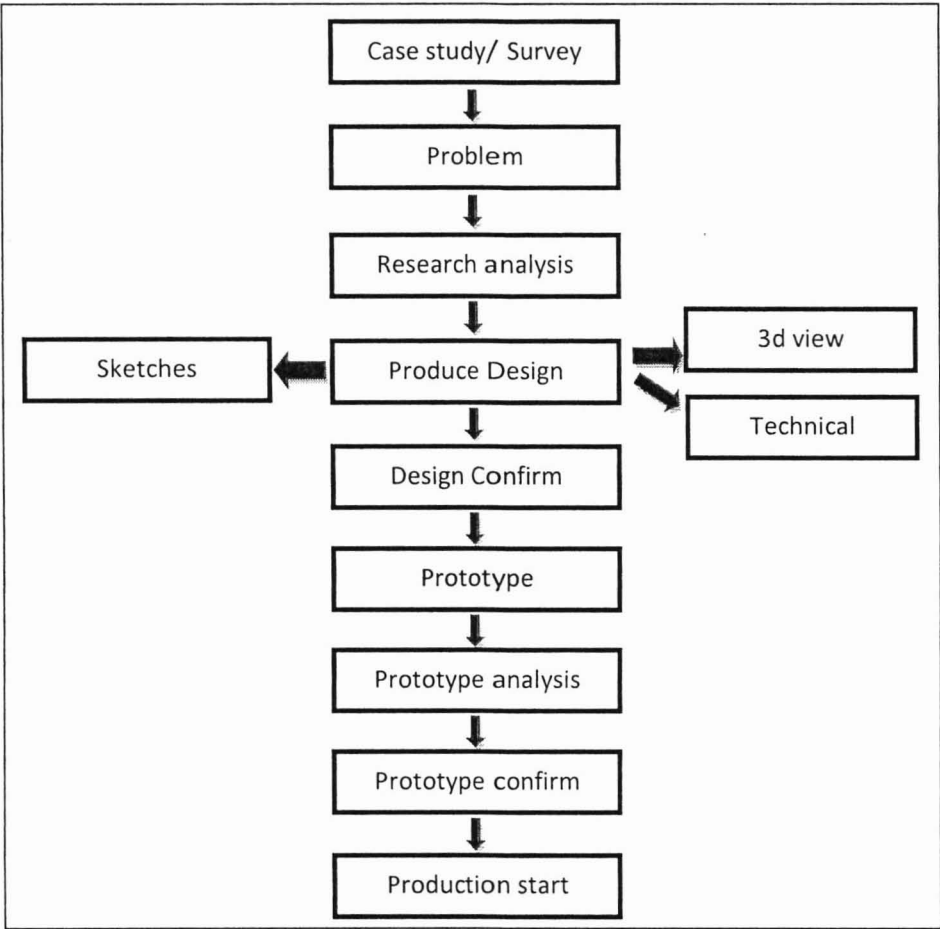 Case study/ Survey
Problem
Research analysis
3d view
Sketches
Produce Design
Technical
Design Confirm
Prototype
Prototype analysis
Prototype confirm
Production start